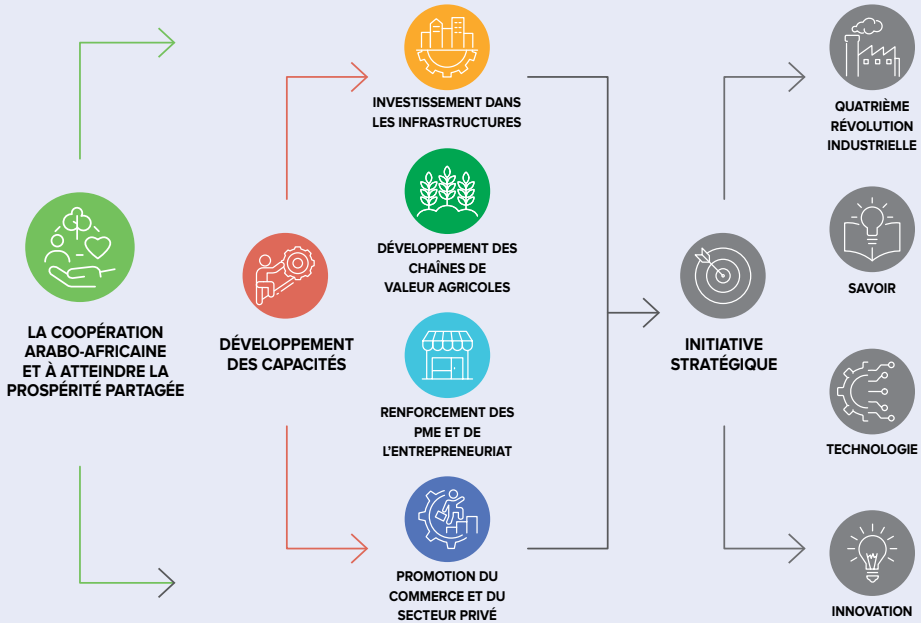 LA COOPÉRATION
ARABO-AFRICAINE
ET À ATTEINDRE LA
PROSPÉRITÉ PARTAGÉE
DÉVELOPPEMENT
DES CAPACITÉS
INVESTISSEMENT DANS
LES INFRASTRUCTURES
DÉVELOPPEMENT DES
CHAÎNES DE
VALEUR AGRICOLES
RENFORCEMENT DES
PME ET DE
L'ENTREPRENEURIAT
PROMOTION DU
COMMERCE ET DU
SECTEUR PRIVÉ
INITIATIVE
STRATÉGIQUE
QUATRIÈME
RÉVOLUTION
INDUSTRIELLE
SAVOIR
TECHNOLOGIE
INNOVATION